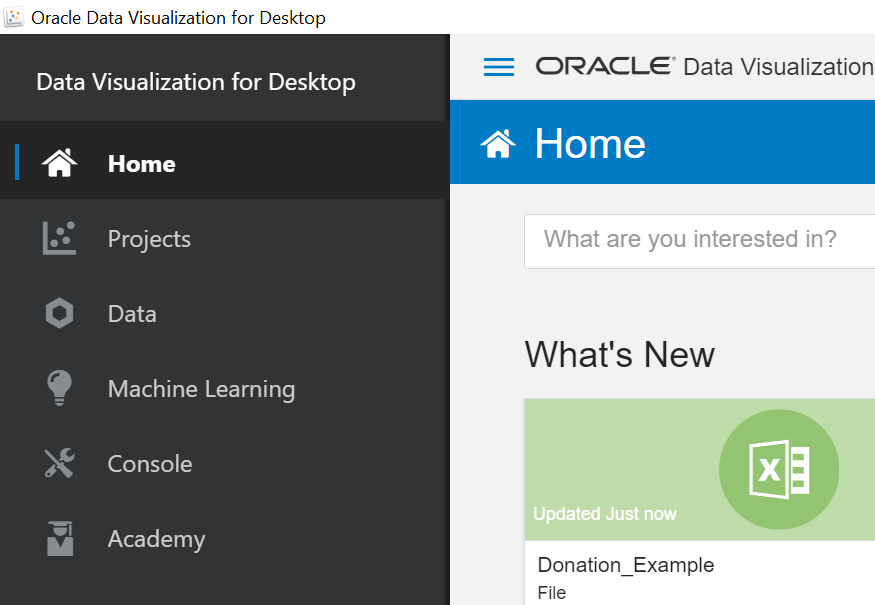 Oracle Data Visualization for Desktop
Data Visualization for Desktop
Home
Projects
Data
Machine Learning
Console
Academy
ORACLE® Data Visualization
Home
What are you interested in?
What's New
X
Updated Just now
Donation_Example
File